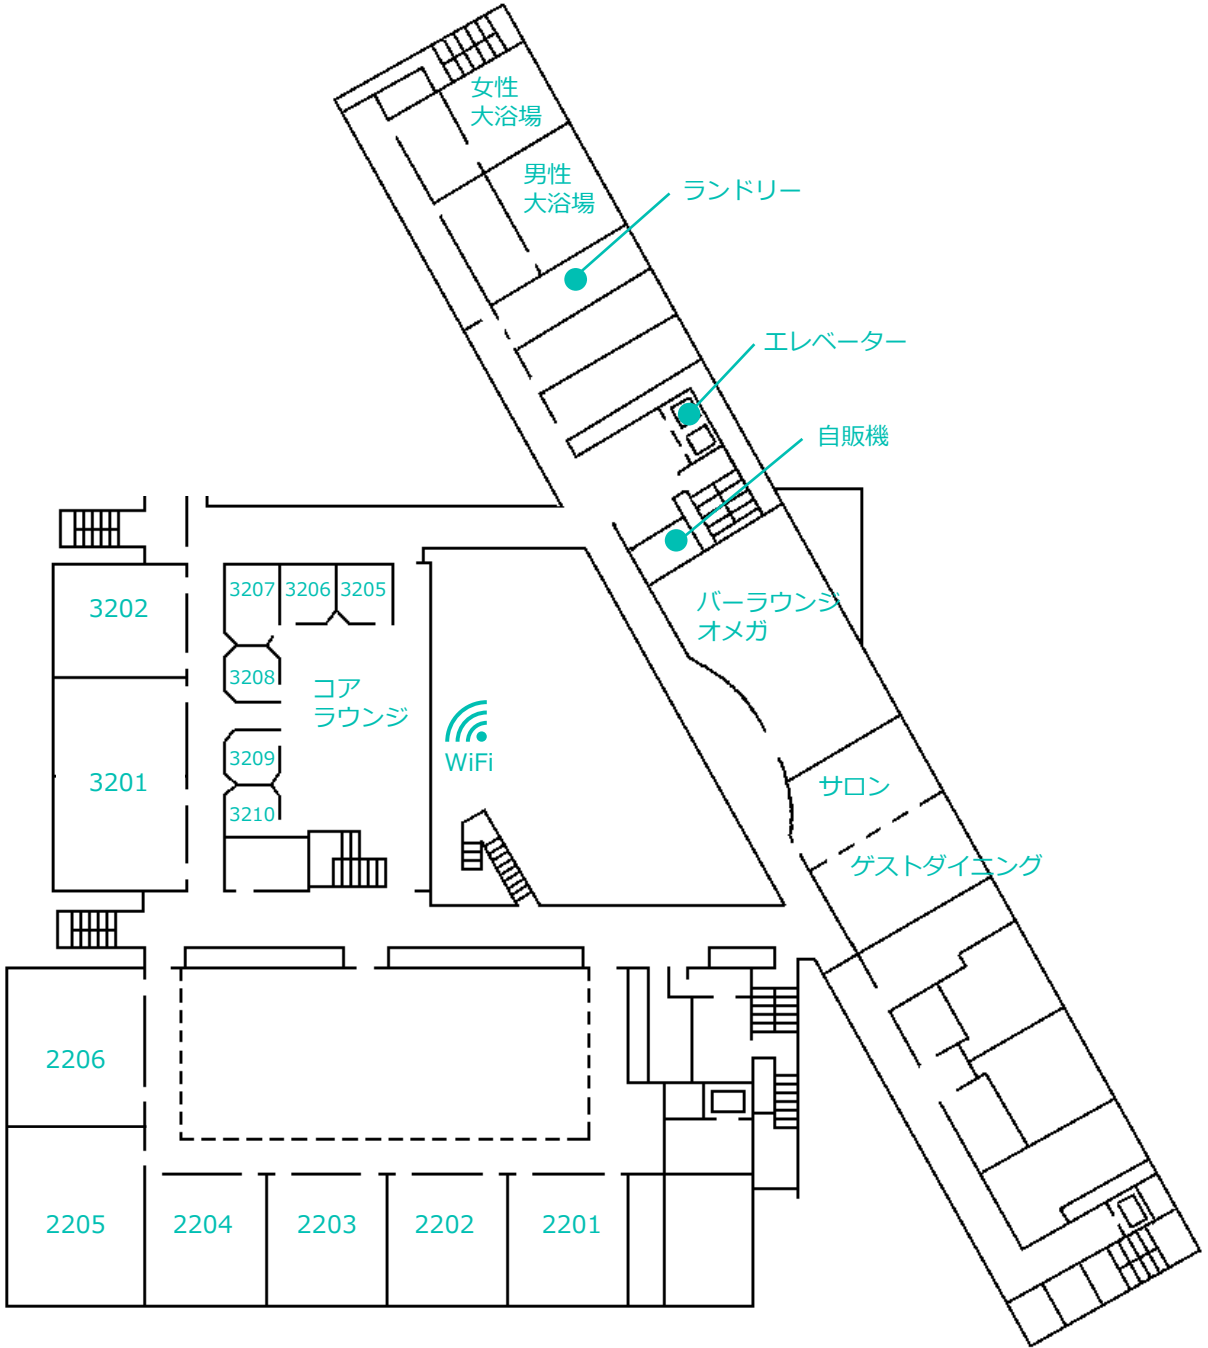 女性
大浴場
男性
大浴場
ランドリー
エレベーター
自販機
バーラウンジ
オメガ
3202
3207
3206
3205
3208
コア
ラウンジ
WiFi
3201
3209
3210
サロン
ゲストダイニング
2206
2205
2204
2203
2202
2201